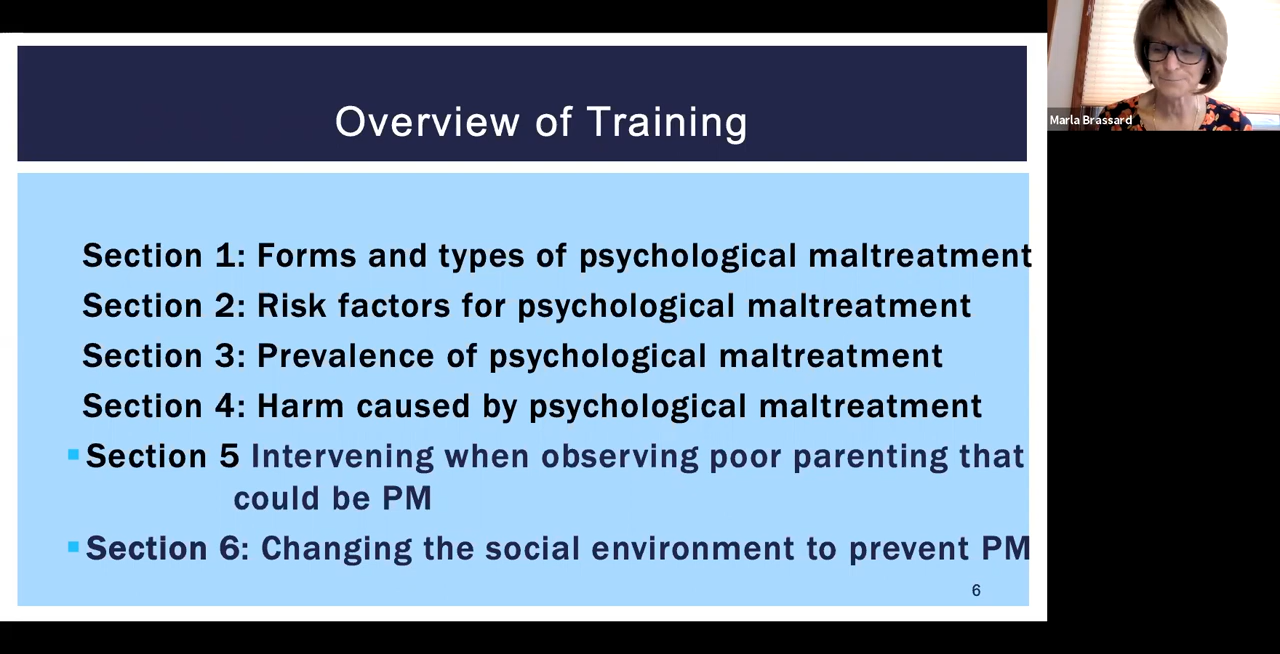 Overview of Training
Marla Brassard
Section 1: Forms and types of psychological maltreatment
Section 2: Risk factors for psychological maltreatment
Section 3: Prevalence of psychological maltreatment
Section 4: Harm caused by psychological maltreatment
Section 5 Intervening when observing poor parenting that
could be PM
Section 6: Changing the social environment to prevent PM
6